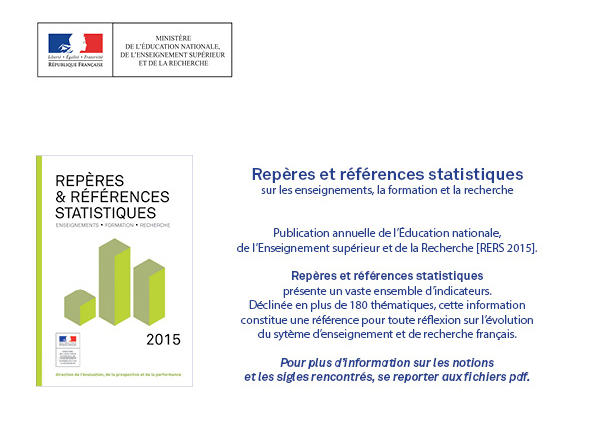 MINISTÈRE
DE L'ÉDUCATION NATIONALE,
DE L'ENSEIGNEMENT SUPÉRIEUR
ET DE LA RECHERCHE
Liberté • Égalité • Fraternité
RÉPUBLIQUE FRANÇAISE
REPÈRES
& RÉFÉRENCES
STATISTIQUES
ENSEIGNEMENTS • FORMATION • RECHERCHE
2015
Direction de l'évaluation, de la prospective et de la performance
Repères et références statistiques
sur les enseignements, la formation et la recherche
Publication annuelle de l'Éducation nationale,
de l'Enseignement supérieur et de la Recherche [RERS 2015].
Repères et références statistiques
présente un vaste ensemble d'indicateurs.
Déclinée en plus de 180 thématiques, cette information
constitue une référence pour toute réflexion sur l'évolution
du sytème d'enseignement et de recherche français.
Pour plus d'information sur les notions
et les sigles rencontrés, se reporter aux fichiers pdf.